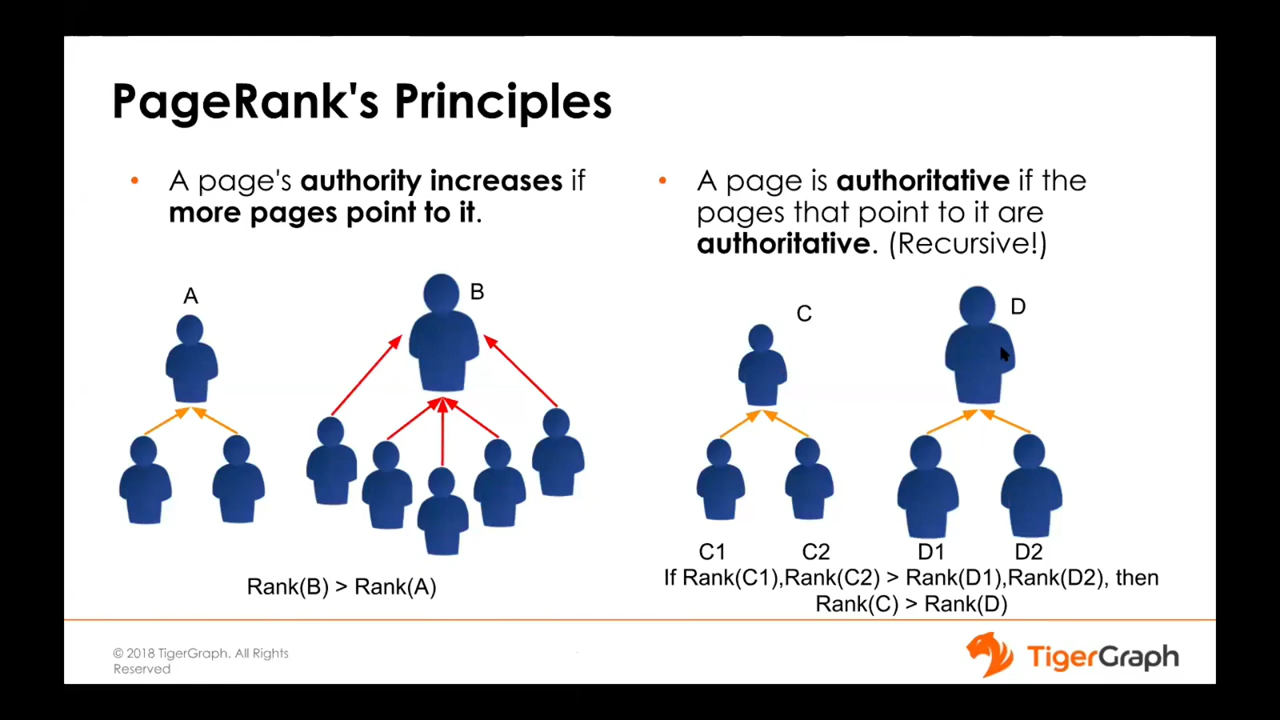 PageRank's Principles
• A page's authority increases if
more pages point to it.
• A page is authoritative if the
pages that point to it are
authoritative. (Recursive!)
A
B
C
D
C1
C2
D1
D2
Rank(B) > Rank(A)
If Rank(C1),Rank(C2) > Rank(D1),Rank(D2), then
Rank(C) > Rank(D)
© 2018 TigerGraph. All Rights
Reserved
TigerGraph